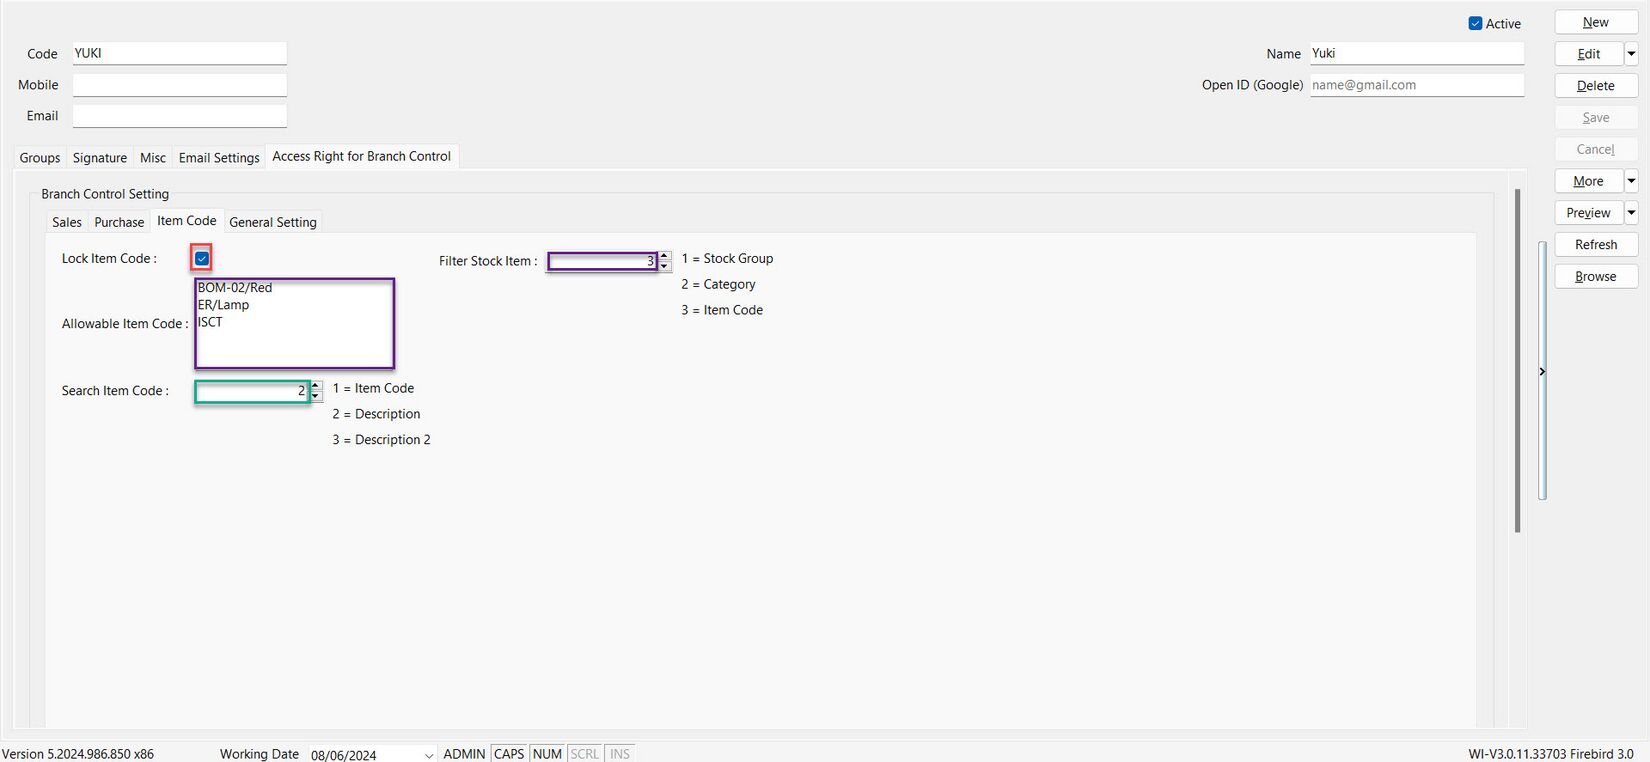 Active
New
Code YUKI
Name Yuki
Edit
Mobile
Open ID (Google) name@gmail.com
Delete
Email
Save
Cancel
Groups Signature Misc Email Settings Access Right for Branch Control
More
Branch Control Setting
Preview
Sales Purchase Item Code General Setting
Refresh
Lock Item Code :
Filter Stock Item : 3
1 = Stock Group
2 = Category
3 = Item Code
Browse
Allowable Item Code :
BOM-02/Red
ER/Lamp
ISCT
Search Item Code : 2
1 = Item Code
2 = Description
3 = Description 2
Version 5.2024.986.850 x86 Working Date 08/06/2024 ADMIN CAPS NUM SCRL INS WI-V3.0.11.33703 Firebird 3.0